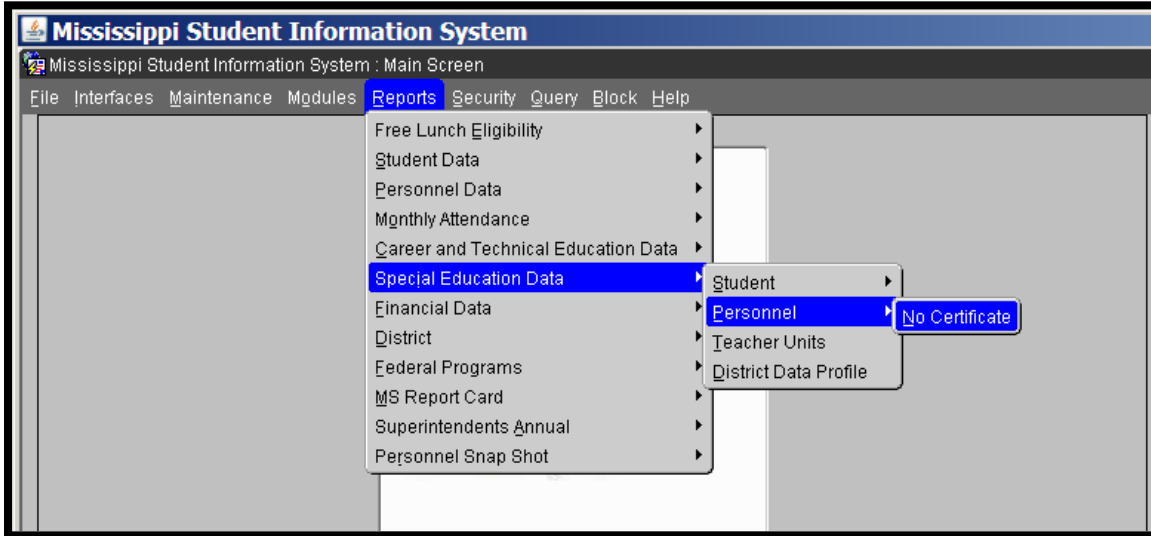 Mississippi Student Information System
Mississippi Student Information System : Main Screen
File Interfaces Maintenance Modules Reports Security Query Block Help
Free Lunch Eligibility
Student Data
Personnel Data
Monthly Attendance
Career and Technical Education Data
Special Education Data
Financial Data
District
Federal Programs
MS Report Card
Superintendents Annual
Personnel Snap Shot
Student
Personnel
Teacher Units
District Data Profile
No Certificate